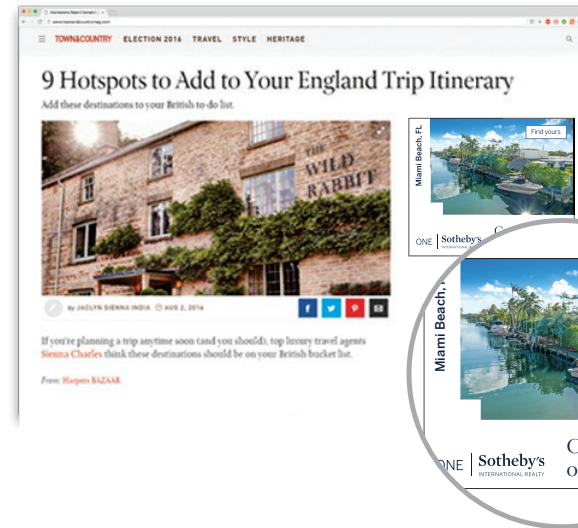 www.townandcountrymag.com
TOWN&COUNTRY ELECTION 2016 TRAVEL STYLE HERITAGE
9 Hotspots to Add to Your England Trip Itinerary
Add these destinations to your British to-do list.
THE
WILD
RABBIT
by JACLYN SIENNA INDIA AUG 2, 2016
If you're planning a trip anytime soon (and you should), top luxury travel agents
Sienna Charles think these destinations should be on your British bucket list.
From: Harpers BAZAAR
Miami Beach, FL
Find yours
ONE Sotheby's
Miami Beach,
ONE Sotheby's
INTERNATIONAL REALTY